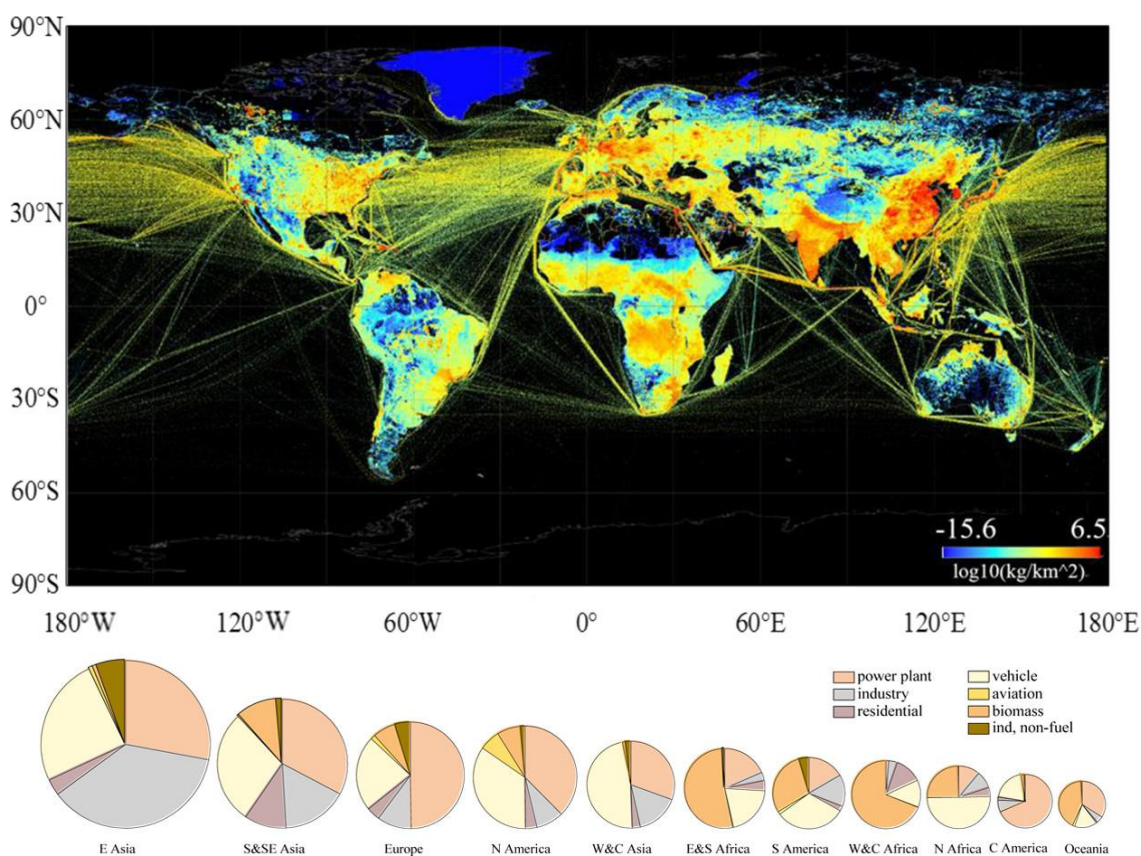 90°N
60°N
30°N
0°
30°S
60°S
90°S
-15.6 6.5
log10(kg/km^2)
180°W 120°W 60°W 0° 60°E 120°E 180°E
power plant vehicle
industry aviation
residential biomass
ind, non-fuel
E Asia S&SE Asia Europe N America W&C Asia E&S Africa S America W&C Africa N Africa C America Oceania